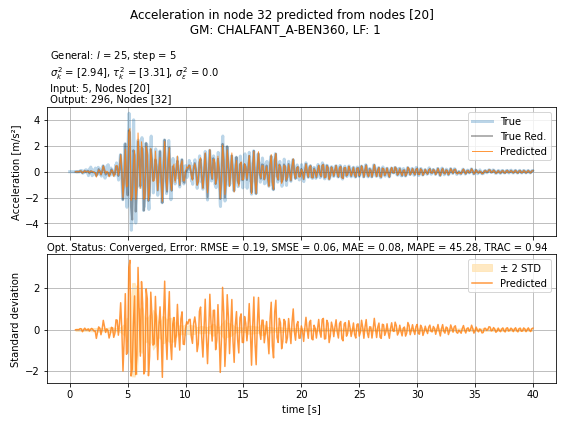 Acceleration in node 32 predicted from nodes [20]
GM: CHALFANT_A-BEN360, LF: 1
General: l = 25, step = 5
σ²ₖ = [2.94], τ²ₖ = [3.31], σ²ε = 0.0
Input: 5, Nodes [20]
Output: 296, Nodes [32]
Acceleration [m/s²]
4
2
0
−2
−4
True
True Red.
Predicted
Opt. Status: Converged, Error: RMSE = 0.19, SMSE = 0.06, MAE = 0.08, MAPE = 45.28, TRAC = 0.94
Standard deviation
2
0
−2
± 2 STD
Predicted
0 5 10 15 20 25 30 35 40
time [s]